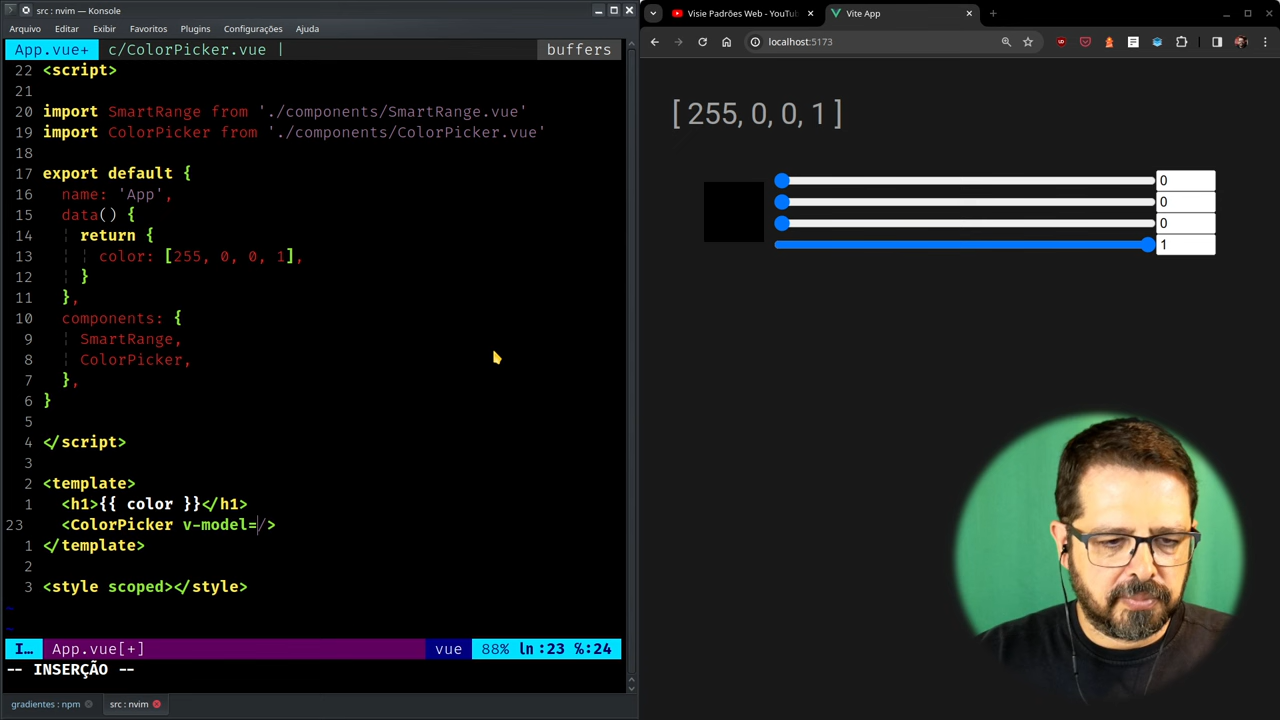 src : nvim — Konsole
Arquivo Editar Exibir Favoritos Plugins Configurações Ajuda
App.vue+ c/ColorPicker.vue | buffers
22 <script>
21
20 import SmartRange from './components/SmartRange.vue'
19 import ColorPicker from './components/ColorPicker.vue'
18
17 export default {
16 name: 'App',
15 data() {
14 return {
13 color: [255, 0, 0, 1],
12 }
11 },
10 components: {
9 SmartRange,
8 ColorPicker,
7 },
6 }
5
4 </script>
3
2 <template>
1 <h1>{{ color }}</h1>
23 <ColorPicker v-model=/>
1 </template>
2
3 <style scoped></style>
~
~
I… App.vue[+] vue 88% ln:23 %:24
-- INSERÇÃO --
gradientes : npm src : nvim
Visie Padrões Web - YouTub Vite App
localhost:5173
[ 255, 0, 0, 1 ]
0
0
0
1